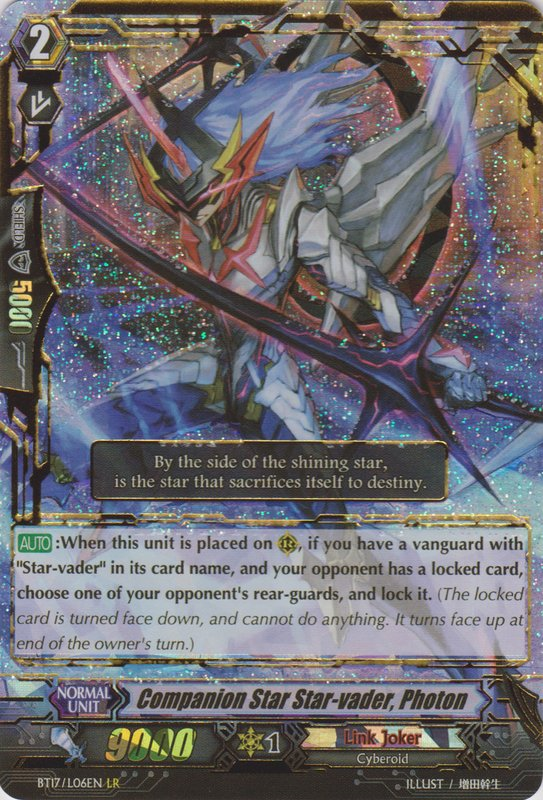 2
SHIELD
5000
By the side of the shining star,
is the star that sacrifices itself to destiny.
AUTO :When this unit is placed on , if you have a vanguard with
"Star-vader" in its card name, and your opponent has a locked card,
choose one of your opponent's rear-guards, and lock it. (The locked
card is turned face down, and cannot do anything. It turns face up at
end of the owner's turn.)
NORMAL
UNIT
Companion Star Star-vader, Photon
9000
1
Link Joker
Cyberoid
BT17/L06EN LR
ILLUST / 増田幹生